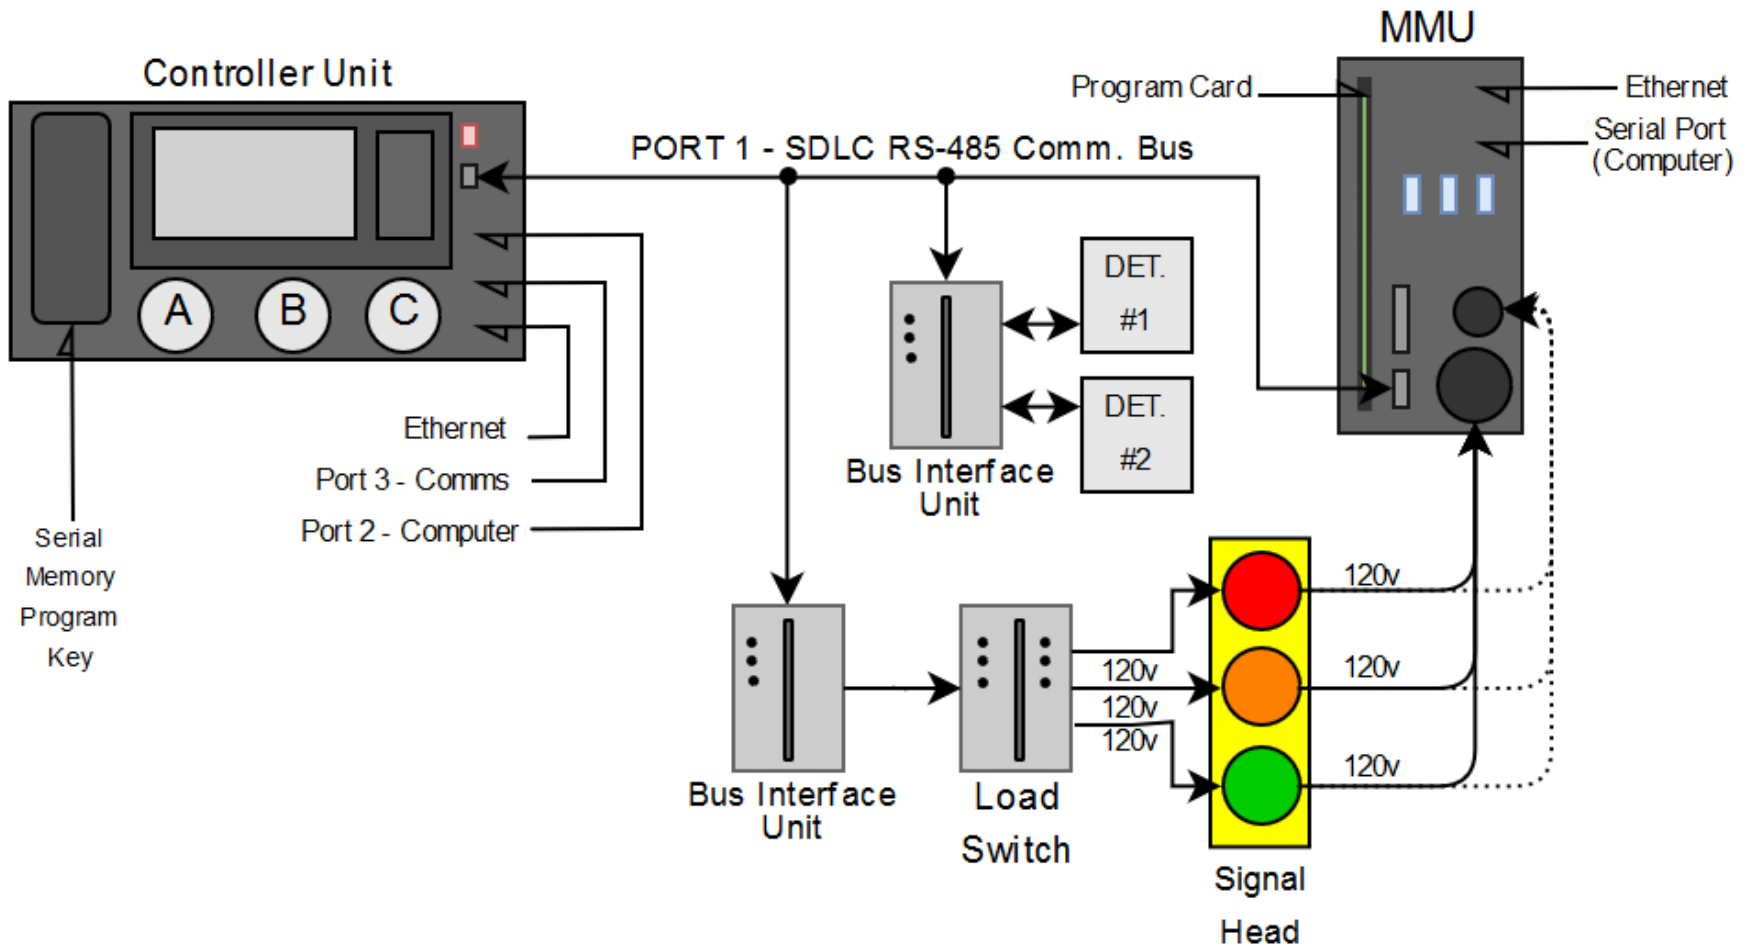 MMU
Controller Unit
Program Card
Ethernet
Serial Port
(Computer)
PORT 1 - SDLC RS-485 Comm. Bus
A
B
C
DET.
#1
DET.
#2
Bus Interface
Unit
Ethernet
Port 3 - Comms
Port 2 - Computer
Serial
Memory
Program
Key
120v
120v
120v
120v
120v
120v
Bus Interface
Unit
Load
Switch
Signal
Head